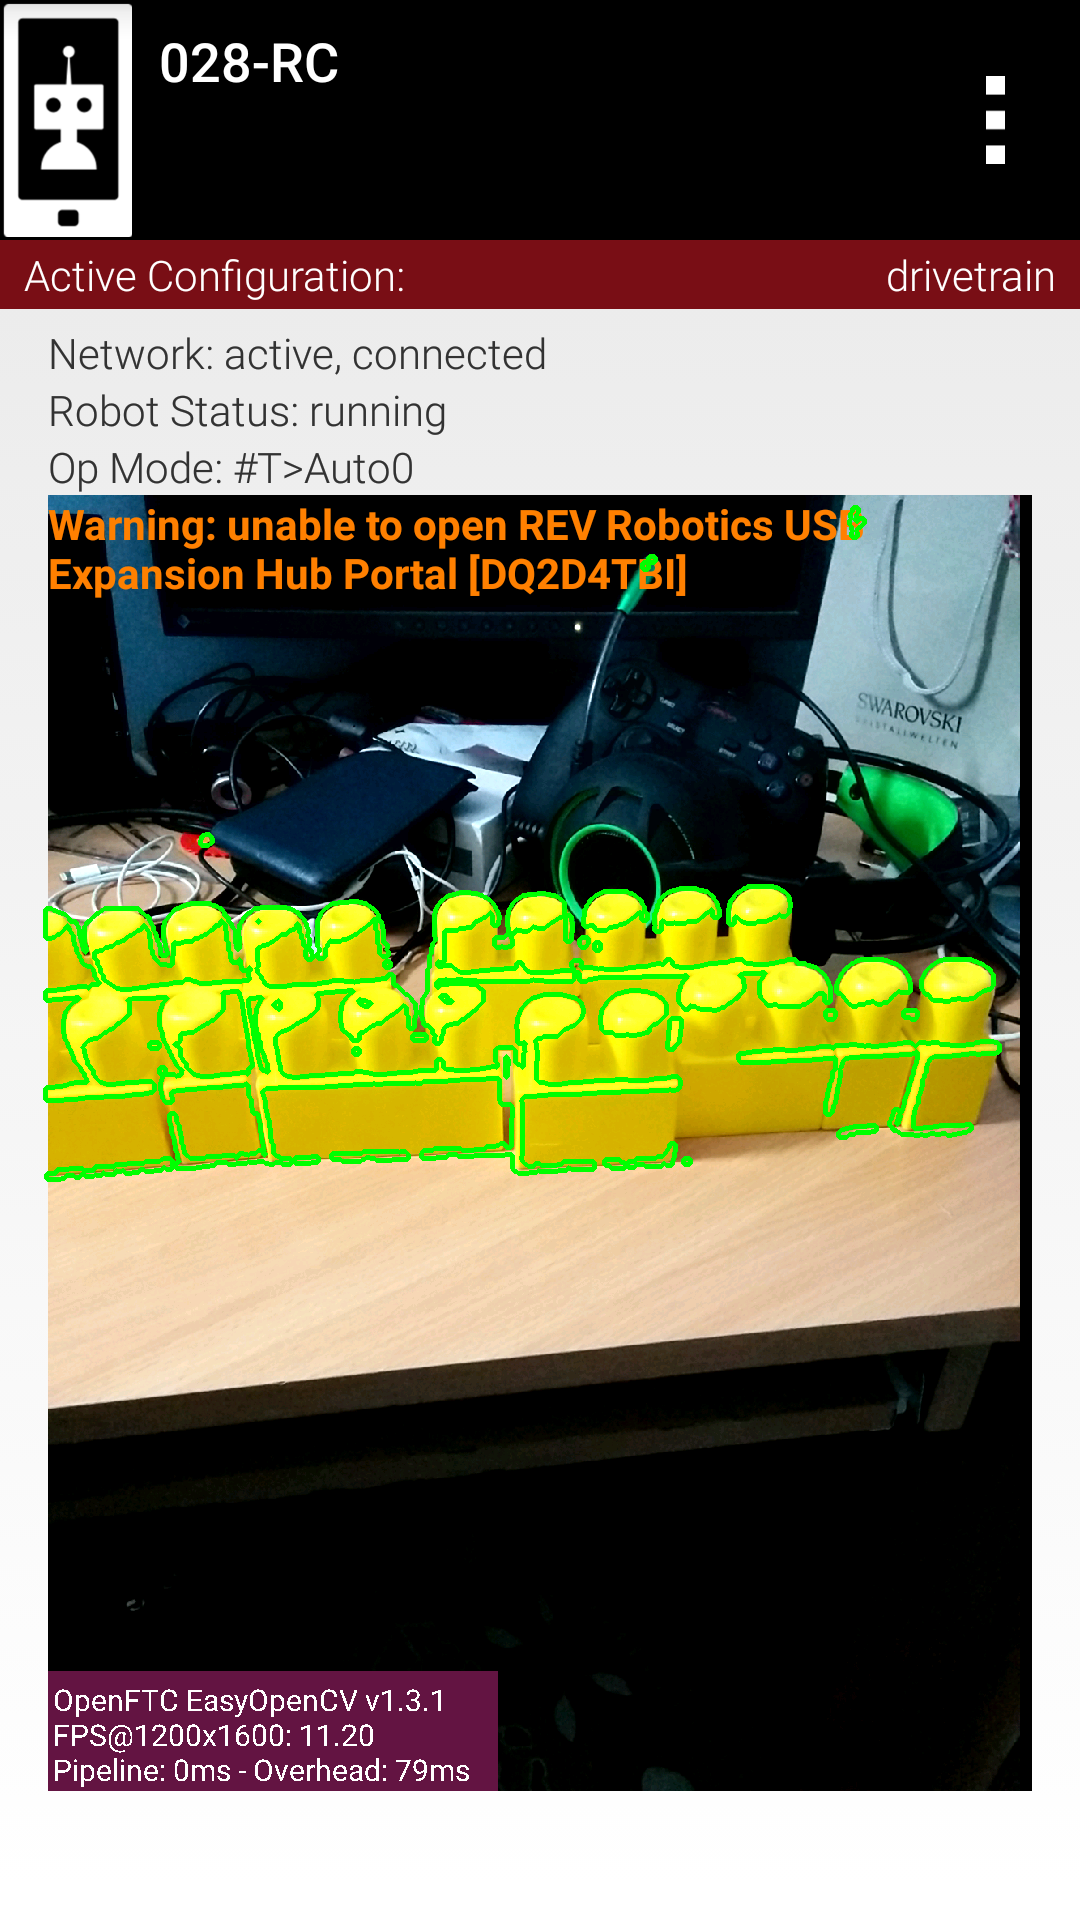 028-RC
Active Configuration: drivetrain
Network: active, connected
Robot Status: running
Op Mode: #T>Auto0
Warning: unable to open REV Robotics USB
Expansion Hub Portal [DQ2D4TBI]
SWAROVSKI
OpenFTC EasyOpenCV v1.3.1
FPS@1200x1600: 11.20
Pipeline: 0ms - Overhead: 79ms